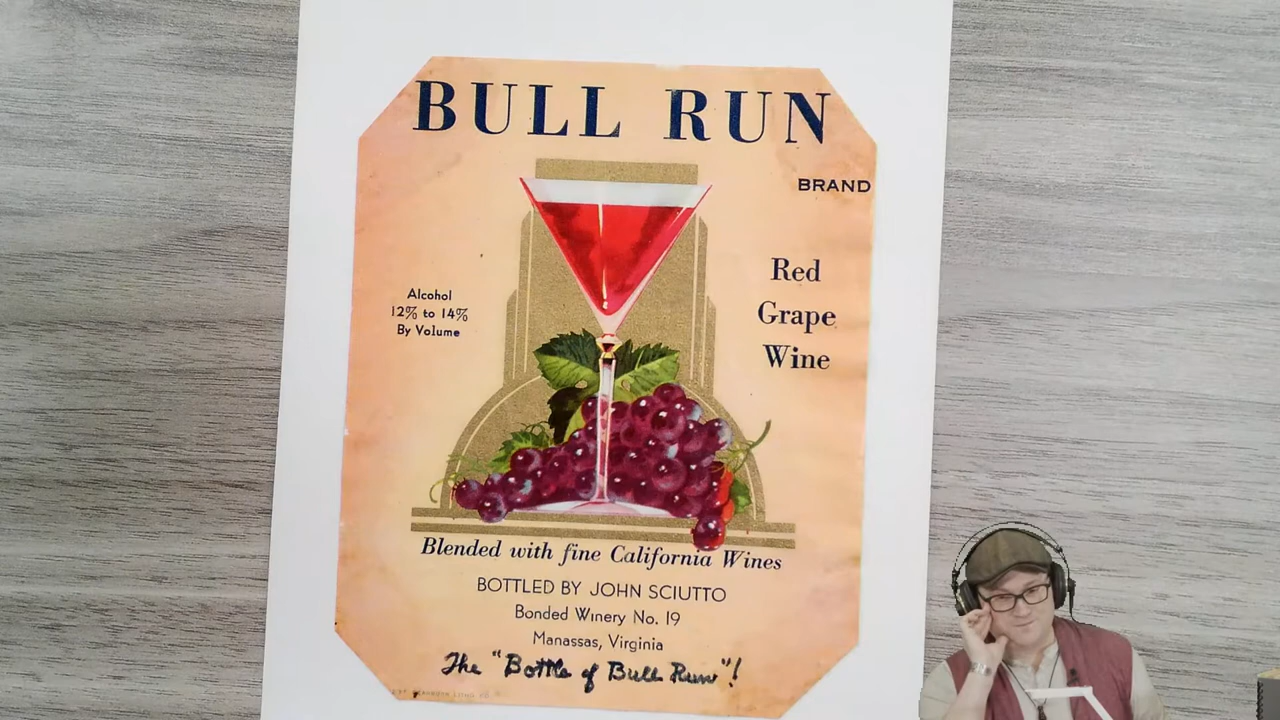 BULL RUN
BRAND
Red
Grape
Wine
Alcohol
12% to 14%
By Volume
Blended with fine California Wines
BOTTLED BY JOHN SCIUTTO
Bonded Winery No. 19
Manassas, Virginia
The "Bottle of Bull Run"!